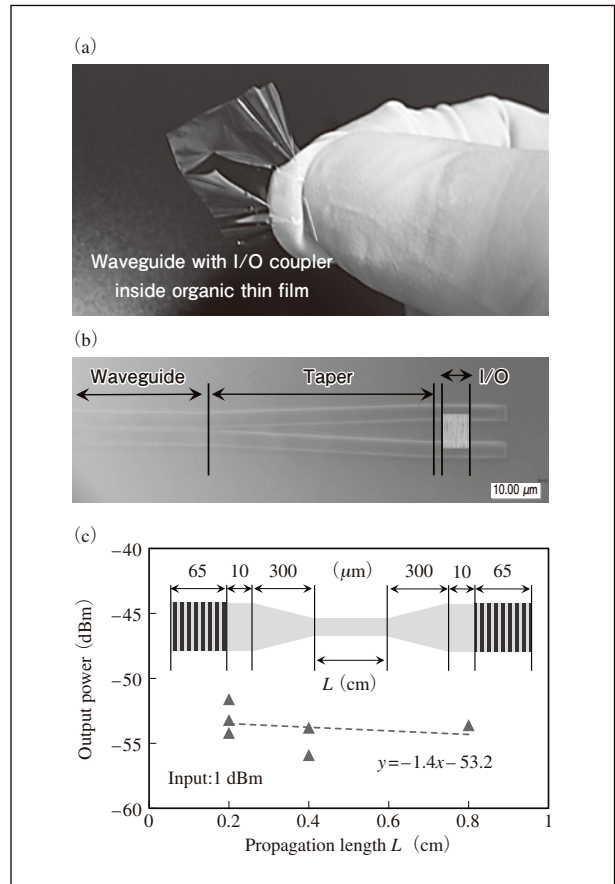 (a)
Waveguide with I/O coupler
inside organic thin film
(b)
Waveguide Taper I/O
10.00 μm
(c)
-40
-45
-50
-55
-60
Output power (dBm)
65 10 300 (μm) 300 10 65
L (cm)
y=-1.4x-53.2
Input:1 dBm
0 0.2 0.4 0.6 0.8 1
Propagation length L (cm)